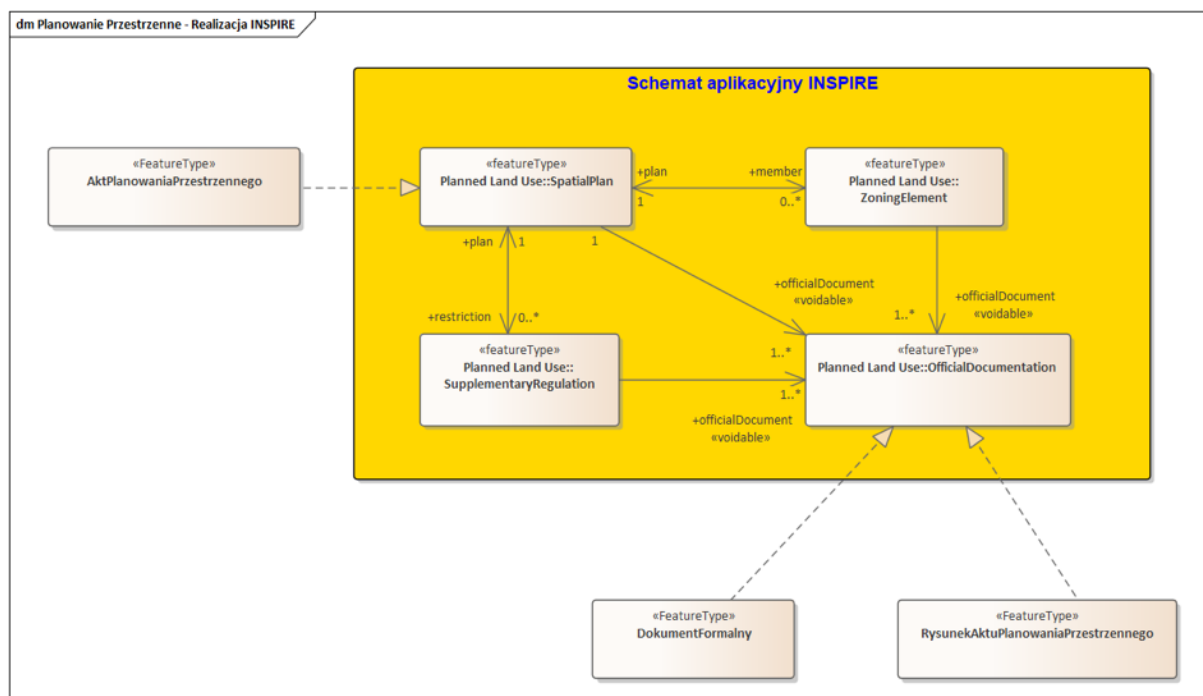 dm Planowanie Przestrzenne - Realizacja INSPIRE
Schemat aplikacyjny INSPIRE
«FeatureType»
AktPlanowaniaPrzestrzennego
«featureType»
Planned Land Use::SpatialPlan
+plan
1
+member
0..*
«featureType»
Planned Land Use::
ZoningElement
+plan
1
1
+officialDocument
«voidable»
1..*
+officialDocument
«voidable»
1..*
+restriction
0..*
«featureType»
Planned Land Use::
SupplementaryRegulation
1..*
+officialDocument
«voidable»
«featureType»
Planned Land Use::OfficialDocumentation
«FeatureType»
DokumentFormalny
«FeatureType»
RysunekAktuPlanowaniaPrzestrzennego